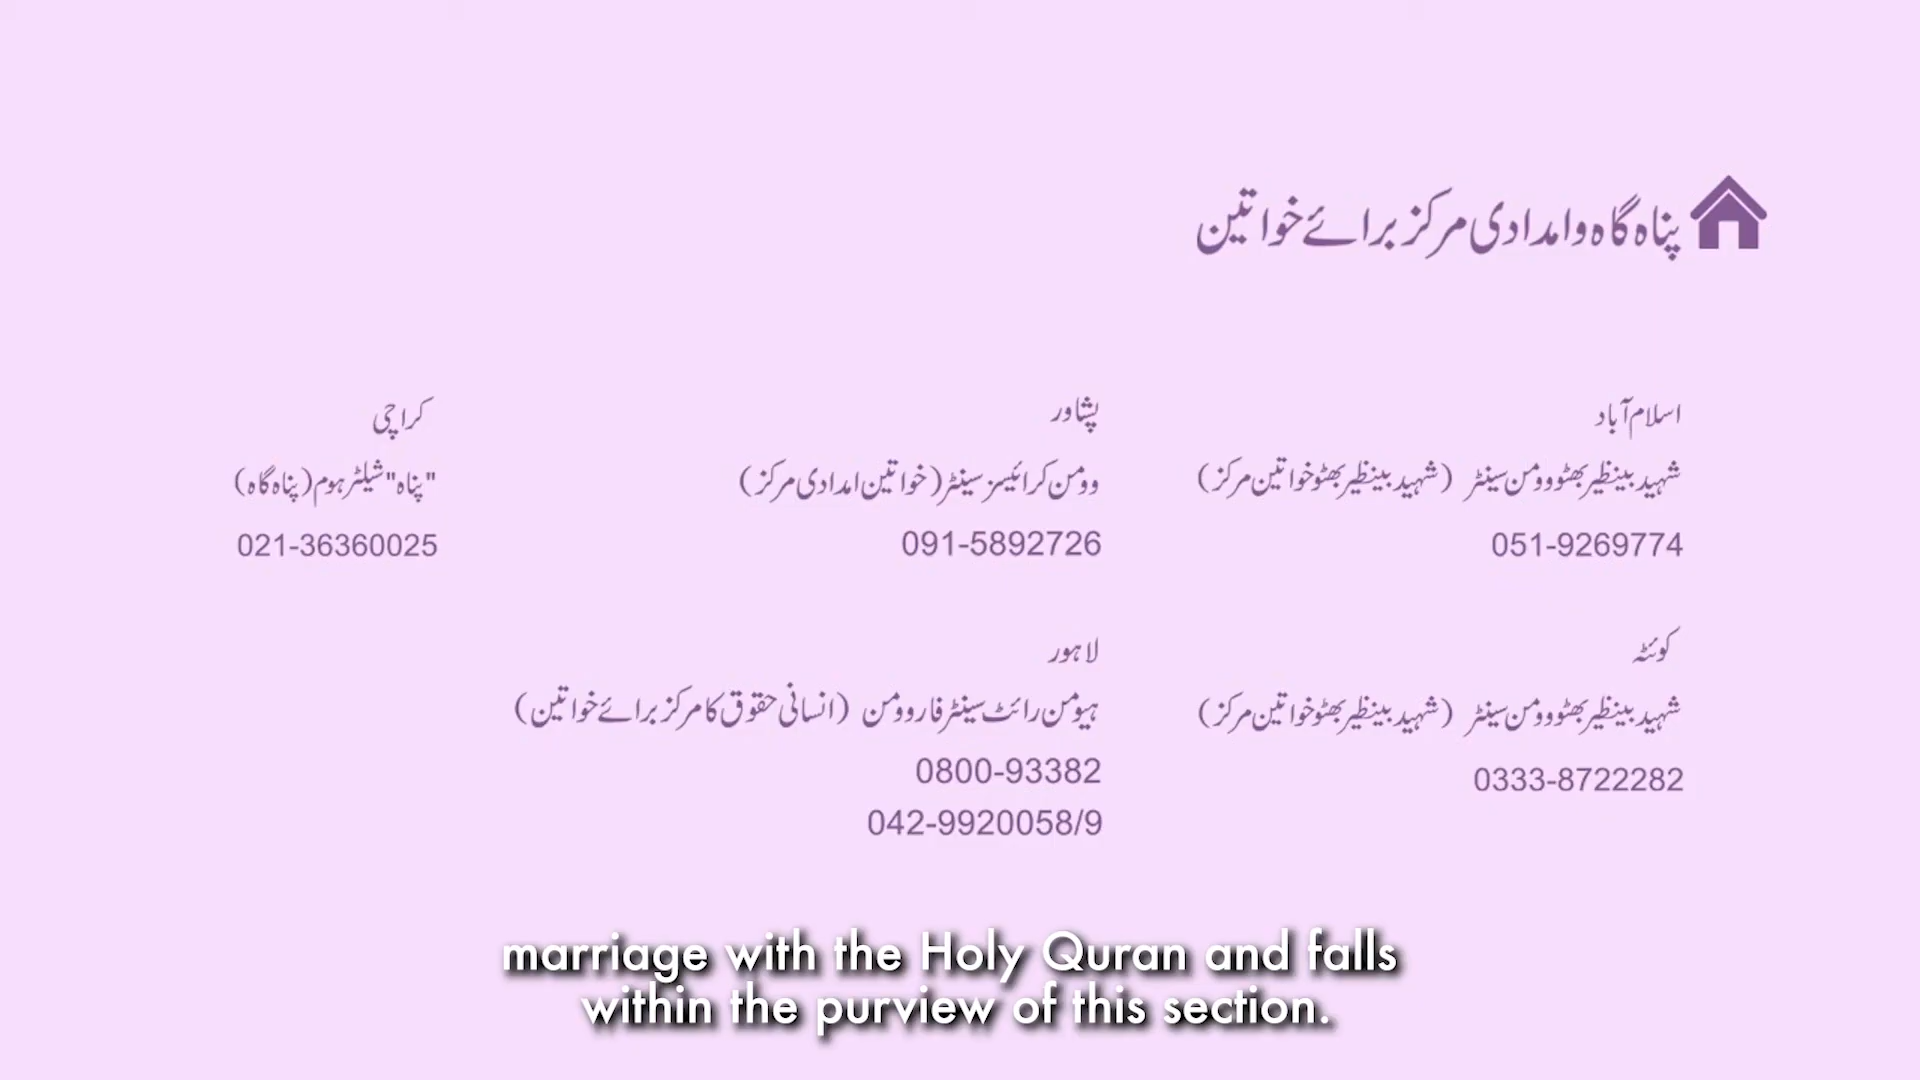 پناہ گاہ و امدادی مرکز برائے خواتین
اسلام آباد
شہید بینظیر بھٹو وومن سینٹر (شہید بینظیر بھٹو خواتین مرکز)
051-9269774
پشاور
وومن کرائیسز سینٹر (خواتین امدادی مرکز)
091-5892726
کراچی
"پناہ" شیلٹر ہوم (پناہ گاہ)
021-36360025
کوئٹہ
شہید بینظیر بھٹو وومن سینٹر (شہید بینظیر بھٹو خواتین مرکز)
0333-8722282
لاہور
ہیومن رائٹ سینٹر فار وومن (انسانی حقوق کا مرکز برائے خواتین)
0800-93382
042-9920058/9
marriage with the Holy Quran and falls
within the purview of this section.